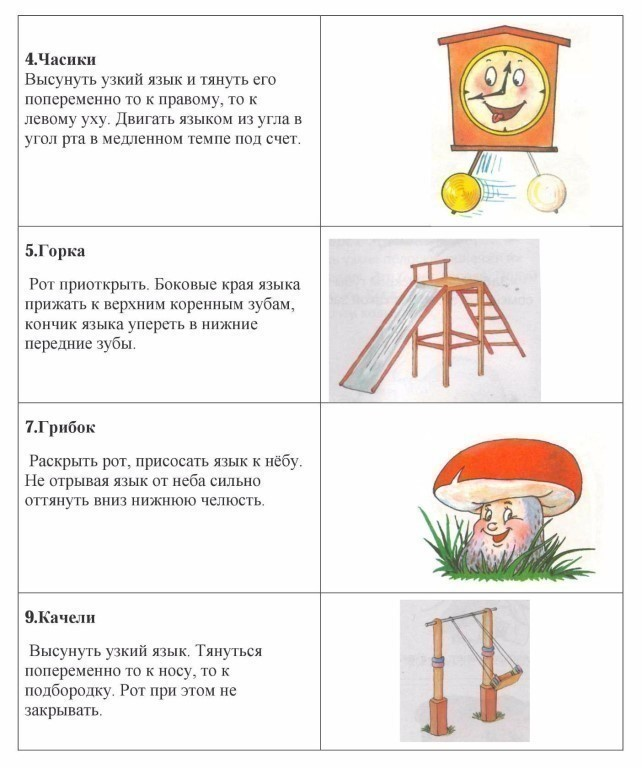 4.Часики
Высунуть узкий язык и тянуть его
попеременно то к правому, то к
левому уху. Двигать языком из угла в
угол рта в медленном темпе под счет.
5.Горка
Рот приоткрыть. Боковые края языка
прижать к верхним коренным зубам,
кончик языка упереть в нижние
передние зубы.
7.Грибок
Раскрыть рот, присосать язык к нёбу.
Не отрывая язык от неба сильно
оттянуть вниз нижнюю челюсть.
9.Качели
Высунуть узкий язык. Тянуться
попеременно то к носу, то к
подбородку. Рот при этом не
закрывать.